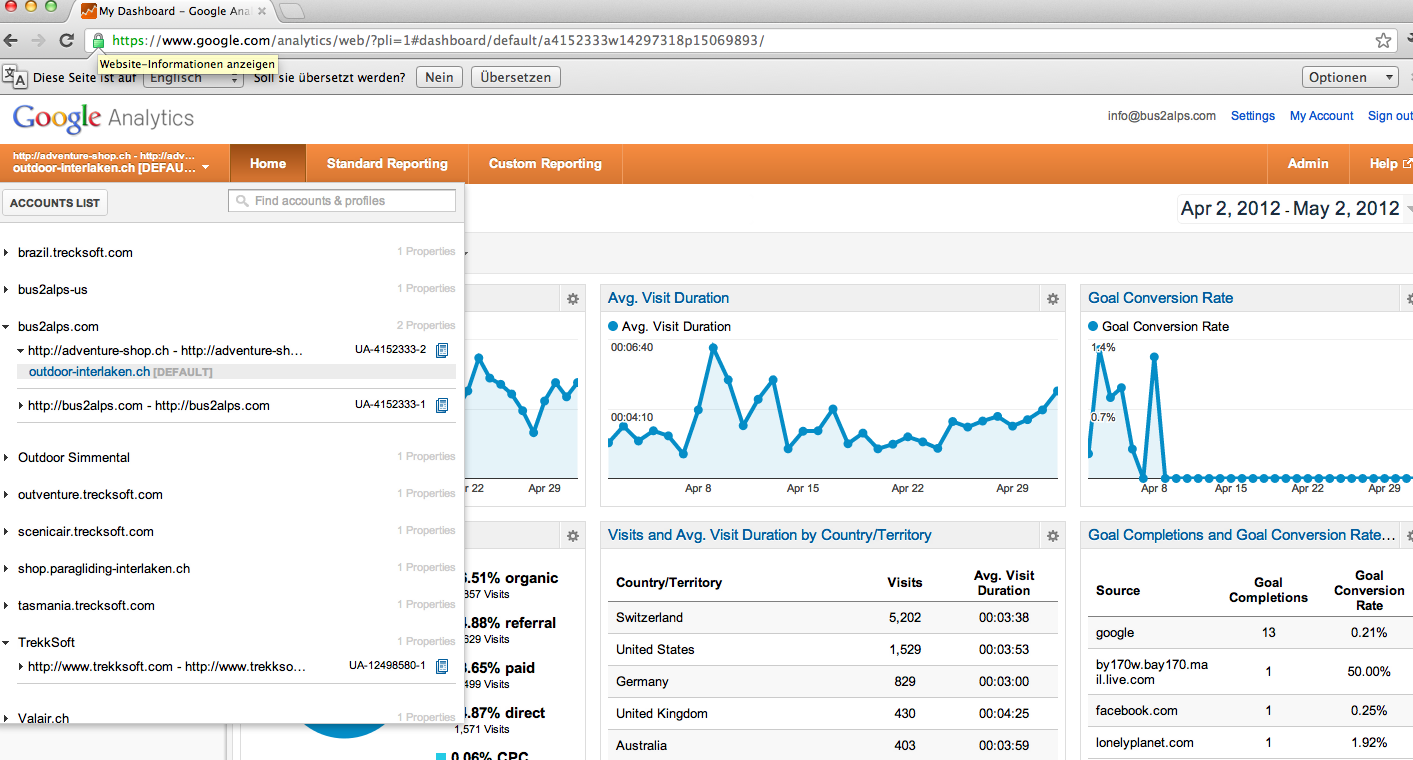 My Dashboard - Google Anal
https://www.google.com/analytics/web/?pli=1#dashboard/default/a4152333w14297318p15069893/
Website-Informationen anzeigen
Diese Seite ist auf Englisch Soll sie übersetzt werden? Nein Übersetzen Optionen
Google Analytics
info@bus2alps.com Settings My Account Sign out
http://adventure-shop.ch - http://adv...
outdoor-interlaken.ch [DEFAU...
Home Standard Reporting Custom Reporting Admin Help
ACCOUNTS LIST Find accounts & profiles
Apr 2, 2012 - May 2, 2012
brazil.trecksoft.com 1 Properties
bus2alps-us 1 Properties
bus2alps.com 2 Properties
http://adventure-shop.ch - http://adventure-sh... UA-4152333-2
outdoor-interlaken.ch [DEFAULT]
http://bus2alps.com - http://bus2alps.com UA-4152333-1
Outdoor Simmental 1 Properties
outventure.trecksoft.com 1 Properties
scenicair.trecksoft.com 1 Properties
shop.paragliding-interlaken.ch 1 Properties
tasmania.trecksoft.com 1 Properties
TrekkSoft 1 Properties
http://www.trekksoft.com - http://www.trekkso... UA-12498580-1
Valair.ch 1 Properties
22 Apr 29
Avg. Visit Duration
Avg. Visit Duration
00:06:40
00:04:10
Apr 8 Apr 15 Apr 22 Apr 29
Goal Conversion Rate
Goal Conversion Rate
1.4%
0.7%
Apr 8 Apr 15 Apr 22 Apr 29
.51% organic
857 Visits
.88% referral
629 Visits
.65% paid
499 Visits
.87% direct
1,571 Visits
0.06% CPC
Visits and Avg. Visit Duration by Country/Territory
Country/Territory Visits Avg. Visit
Duration
Switzerland 5,202 00:03:38
United States 1,529 00:03:53
Germany 829 00:03:00
United Kingdom 430 00:04:25
Australia 403 00:03:59
Goal Completions and Goal Conversion Rate...
Source Goal
Completions Goal
Conversion
Rate
google 13 0.21%
by170w.bay170.ma
il.live.com 1 50.00%
facebook.com 1 0.25%
lonelyplanet.com 1 1.92%